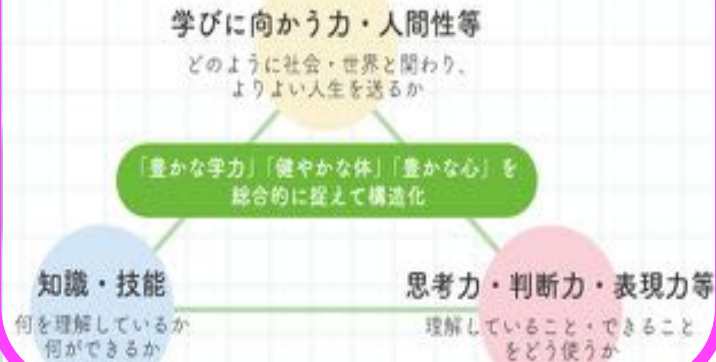 学びに向かう力・人間性等
どのように社会・世界と関わり、
よりよい人生を送るか
「豊かな学力」「健やかな体」「豊かな心」を
総合的に捉えて構造化
知識・技能
何を理解しているか
何ができるか
思考力・判断力・表現力等
理解していること・できること
をどう使うか